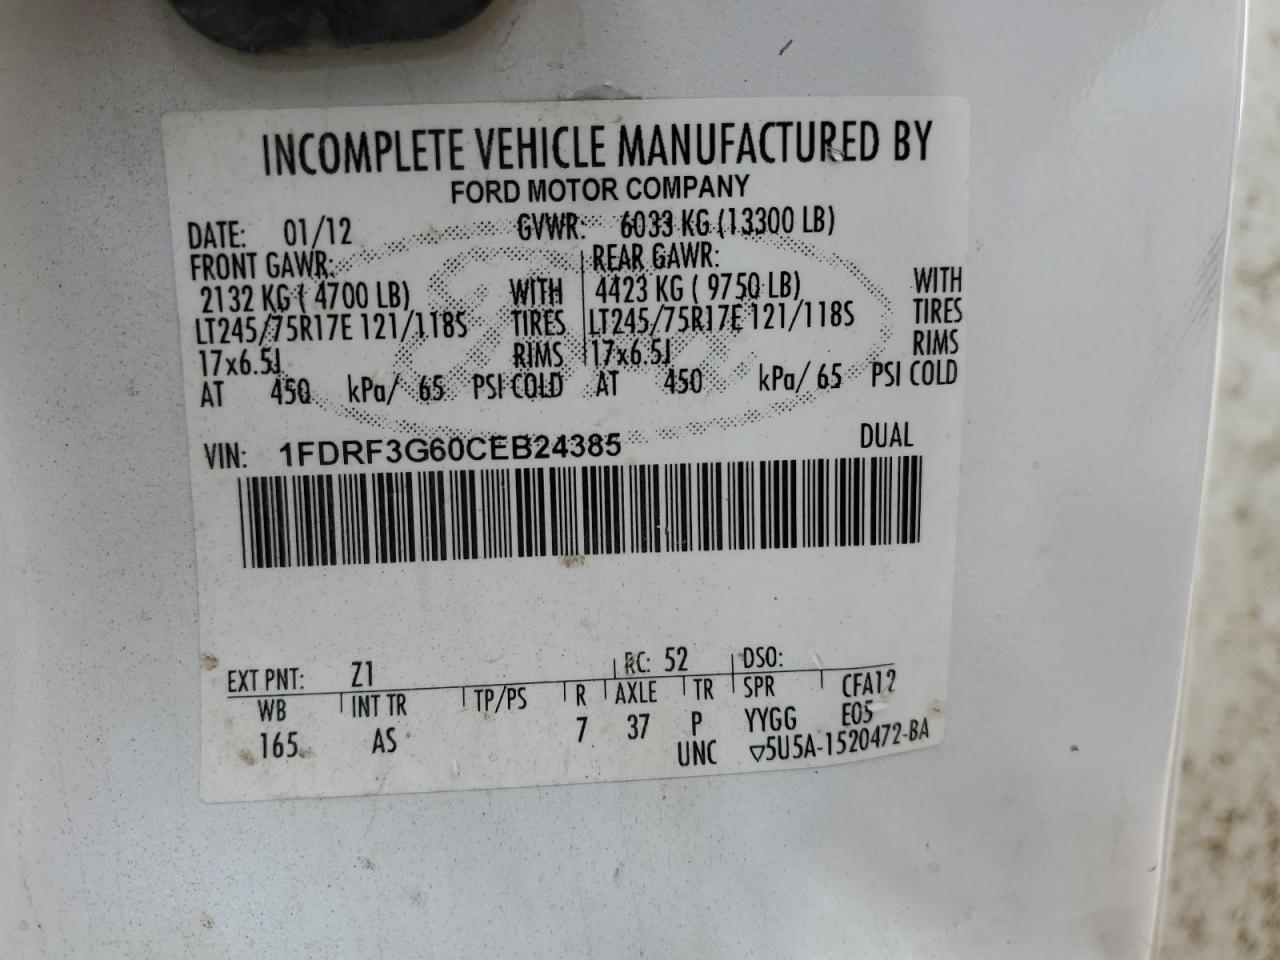 INCOMPLETE VEHICLE MANUFACTURED BY
FORD MOTOR COMPANY
DATE: 01/12 GVWR: 6033 KG (13300 LB)
FRONT GAWR: REAR GAWR:
2132 KG ( 4700 LB) WITH 4423 KG ( 9750 LB) WITH
LT245/75R17E 121/118S TIRES LT245/75R17E 121/118S TIRES
17x6.5J RIMS 17x6.5J RIMS
AT 450 kPa/ 65 PSI COLD AT 450 kPa/ 65 PSI COLD
VIN: 1FDRF3G60CEB24385 DUAL
EXT PNT: Z1 RC: 52 DSO:
WB INT TR TP/PS R AXLE TR SPR CFA12
165 AS 7 37 P YYGG E05
UNC ▽5U5A-1520472-BA